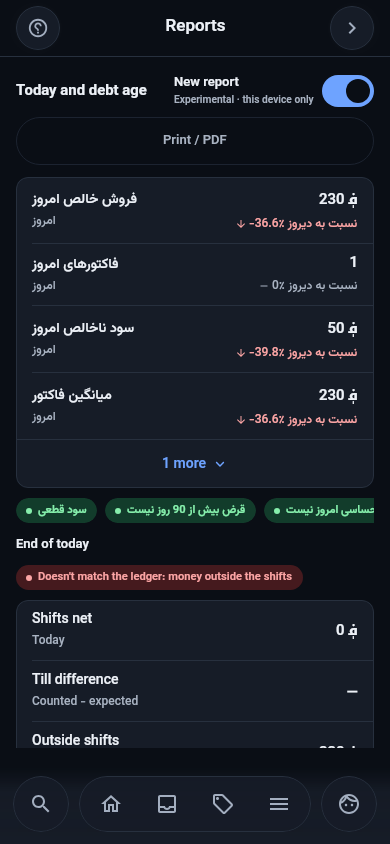 Reports
Today and debt age
New report
Experimental · this device only
Print / PDF
فروش خالص امروز
230 ؋
امروز
نسبت به دیروز ‎-36.6٪ ↓
فاکتورهای امروز
1
امروز
نسبت به دیروز 0٪ –
سود ناخالص امروز
50 ؋
امروز
نسبت به دیروز ‎-39.8٪ ↓
میانگین فاکتور
230 ؋
امروز
نسبت به دیروز ‎-36.6٪ ↓
1 more
سود قطعی
قرض بیش از 90 روز نیست
حساسی امروز نیست
End of today
Doesn't match the ledger: money outside the shifts
Shifts net
0 ؋
Today
Till difference
–
Counted - expected
Outside shifts